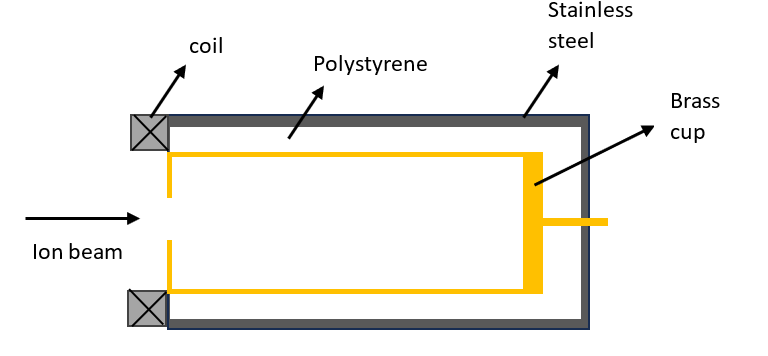 Stainless
steel
coil
Polystyrene
Brass
cup
Ion beam